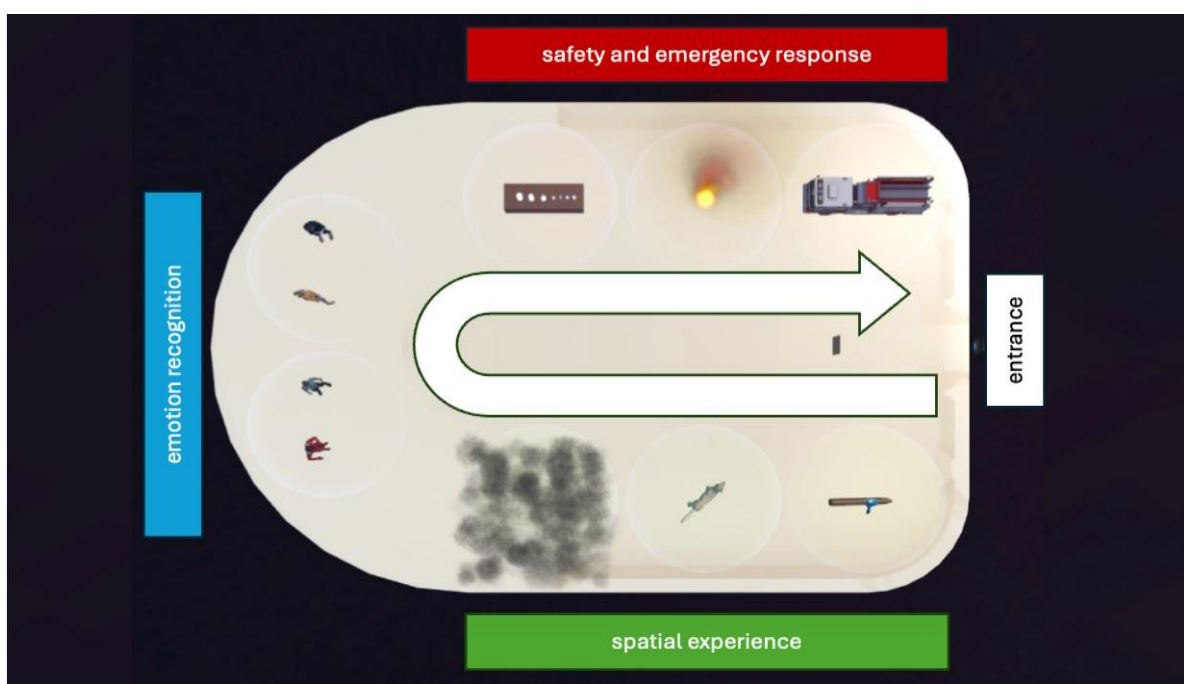 safety and emergency response
emotion recognition
entrance
spatial experience